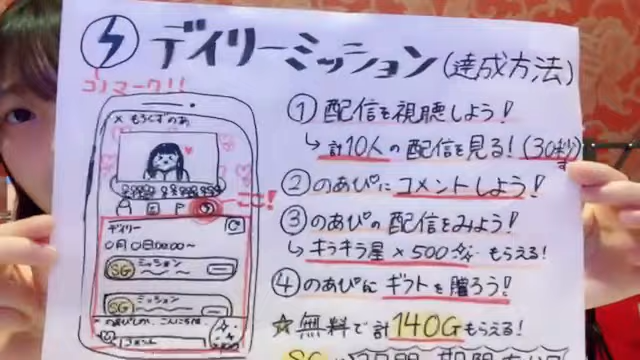 デイリーミッション(達成方法)
コノマーク!!
① 配信を視聴しよう!
↳ 計10人の配信を見る!(30秒)ずつ
② のあぴにコメントしよう!
③ のあぴの配信をみよう!
↳ キラキラ星×500 もらえる!
④ のあぴにギフトを贈ろう!
☆無料で計140Gもらえる!
× もろくずのあ
ここ!
デイリー
0月0日00:00〜
SG ミッション
SG ミッション